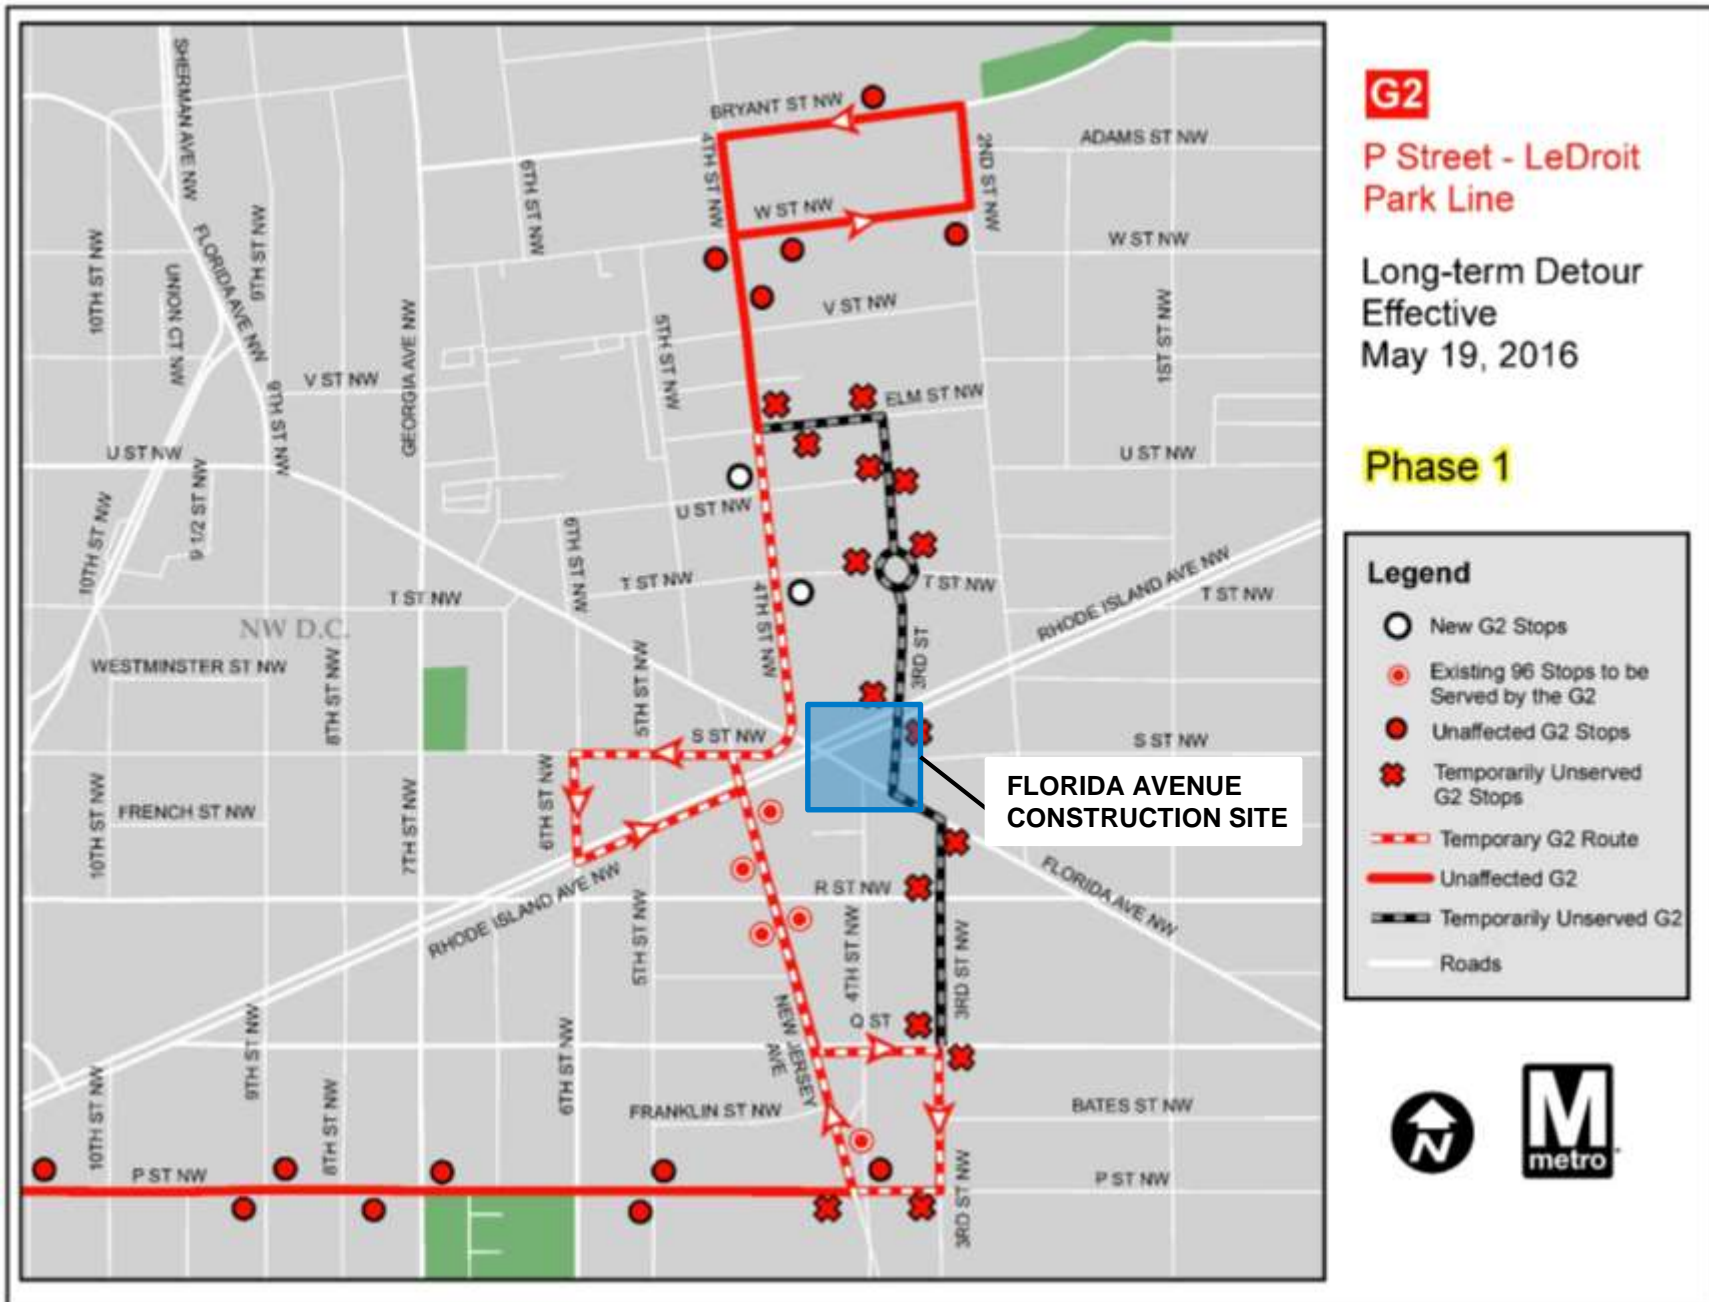 G2
P Street - LeDroit
Park Line
Long-term Detour
Effective
May 19, 2016
Phase 1
Legend
New G2 Stops
Existing 96 Stops to be
Served by the G2
Unaffected G2 Stops
Temporarily Unserved
G2 Stops
Temporary G2 Route
Unaffected G2
Temporarily Unserved G2
Roads
N
M
metro
SHERMAN AVE NW
BRYANT ST NW
ADAMS ST NW
4TH ST NW
2ND ST NW
6TH ST NW
W ST NW
W ST NW
10TH ST NW
UNION CT NW
FLORIDA AVE NW
9TH ST NW
GEORGIA AVE NW
V ST NW
5TH ST NW
1ST ST NW
V ST NW
9TH ST NW
ELM ST NW
U ST NW
U ST NW
9 1/2 ST NW
10TH ST NW
U ST NW
6TH ST NW
T ST NW
T ST NW
T ST NW
T ST NW
4TH ST NW
RHODE ISLAND AVE NW
NW D.C.
WESTMINSTER ST NW
8TH ST NW
5TH ST NW
3RD ST
S ST NW
S ST NW
FLORIDA AVENUE
CONSTRUCTION SITE
10TH ST NW
FRENCH ST NW
7TH ST NW
6TH ST NW
RHODE ISLAND AVE NW
R ST NW
FLORIDA AVE NW
5TH ST NW
4TH ST NW
3RD ST NW
NEW JERSEY
AVE
Q ST
9TH ST NW
6TH ST NW
10TH ST NW
8TH ST NW
FRANKLIN ST NW
BATES ST NW
P ST NW
P ST NW
3RD ST NW